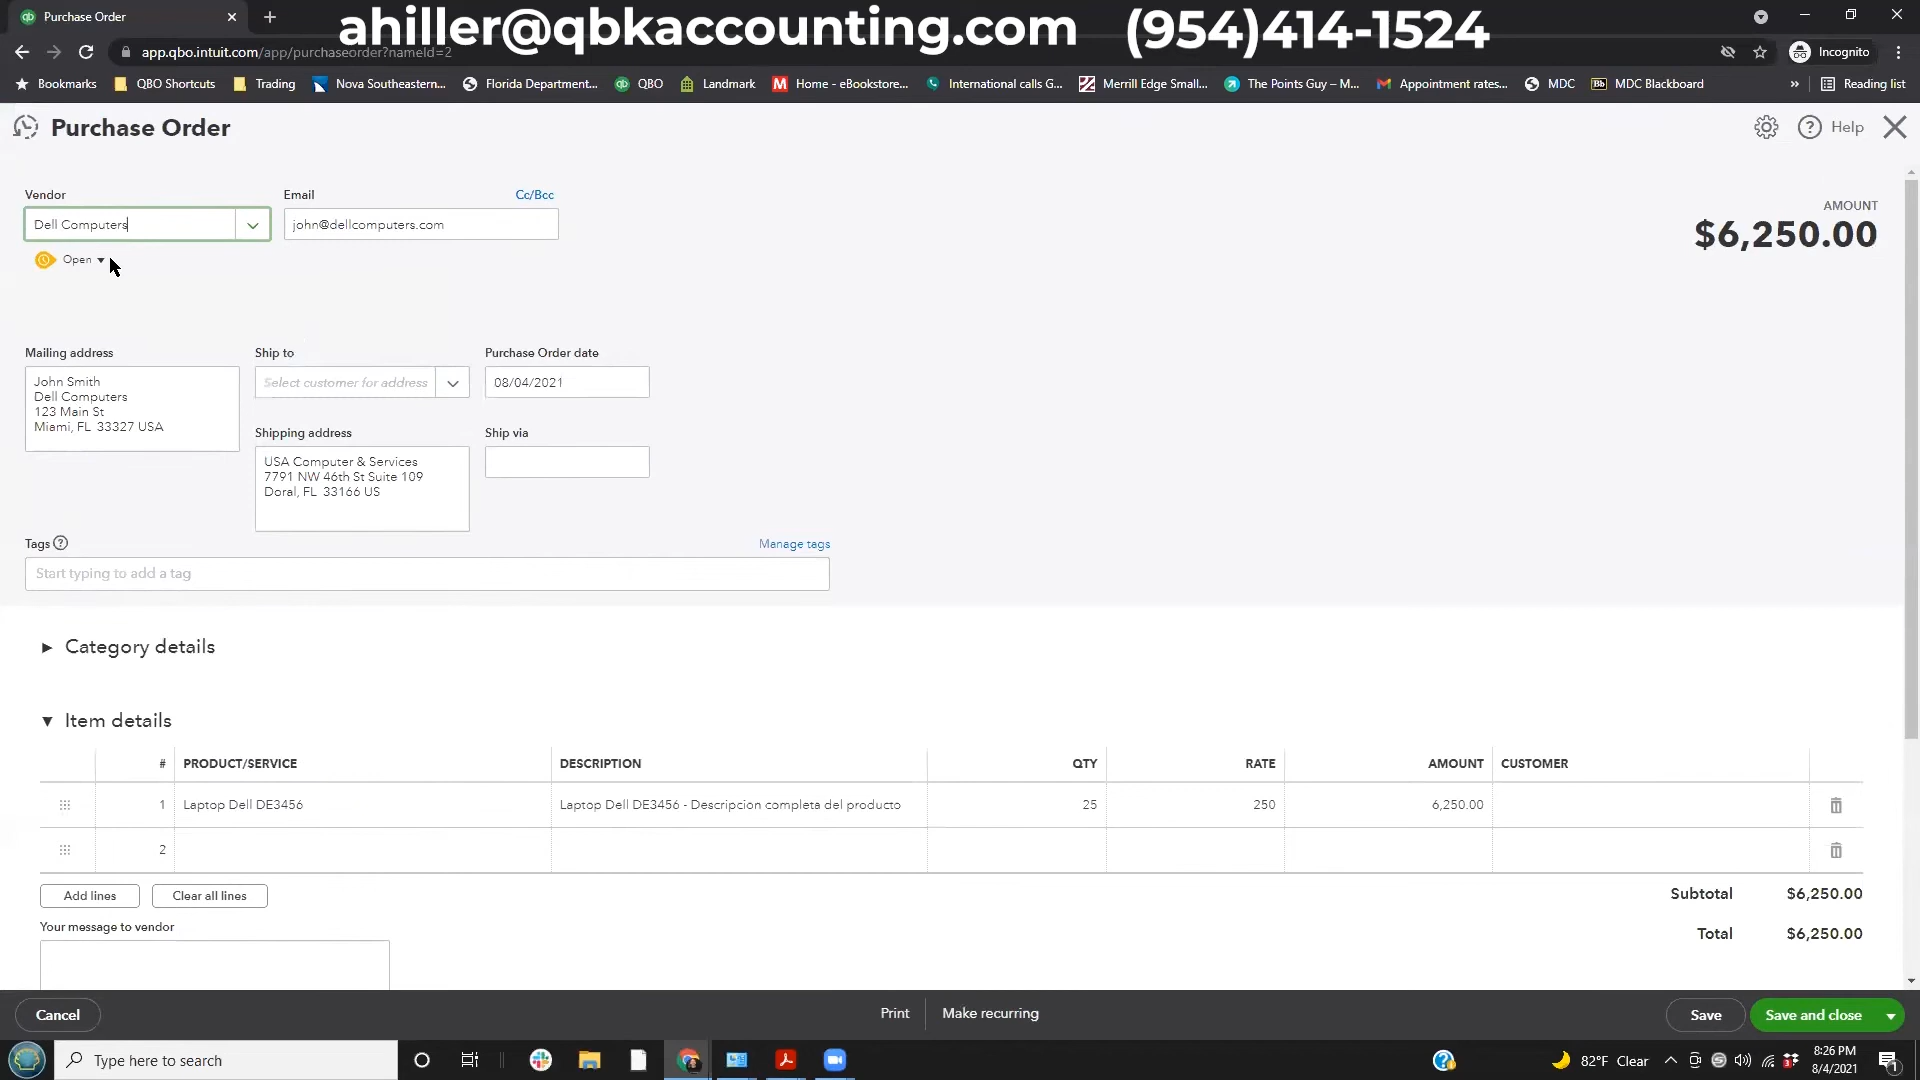 Purchase Order
ahiller@qbkaccounting.com (954)414-1524
app.qbo.intuit.com/app/purchaseorder?nameId=2
Incognito
Bookmarks QBO Shortcuts Trading Nova Southeastern... Florida Department... QBO Landmark Home - eBookstore... International calls G... Merrill Edge Small... The Points Guy – M... Appointment rates... MDC Bb MDC Blackboard » Reading list
Purchase Order
Help
Vendor Email Cc/Bcc
AMOUNT
Dell Computers john@dellcomputers.com
$6,250.00
Open
Mailing address Ship to Purchase Order date
John Smith
Dell Computers
123 Main St
Miami, FL 33327 USA
Select customer for address 08/04/2021
Shipping address Ship via
USA Computer & Services
7791 NW 46th St Suite 109
Doral, FL 33166 US
Tags Manage tags
Start typing to add a tag
Category details
Item details
# PRODUCT/SERVICE DESCRIPTION QTY RATE AMOUNT CUSTOMER
1 Laptop Dell DE3456 Laptop Dell DE3456 - Descripcion completa del producto 25 250 6,250.00
2
Add lines Clear all lines
Subtotal $6,250.00
Your message to vendor
Total $6,250.00
Cancel Print Make recurring Save Save and close
Type here to search
82°F Clear
8:26 PM
8/4/2021